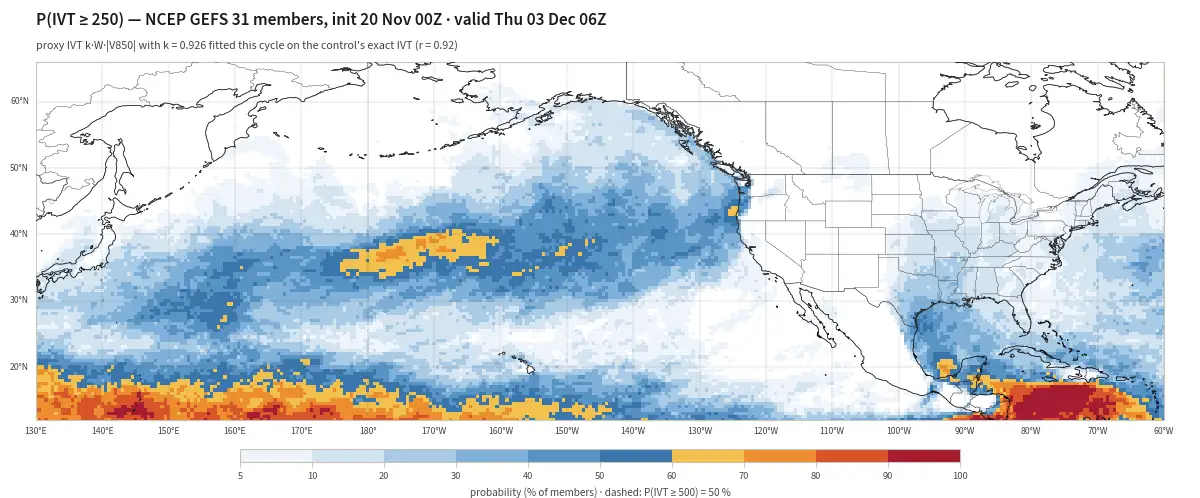 P(IVT ≥ 250) — NCEP GEFS 31 members, init 20 Nov 00Z · valid Thu 03 Dec 06Z
proxy IVT k·W·|V850| with k = 0.926 fitted this cycle on the control's exact IVT (r = 0.92)
60°N
50°N
40°N
30°N
20°N
130°E 140°E 150°E 160°E 170°E 180° 170°W 160°W 150°W 140°W 130°W 120°W 110°W 100°W 90°W 80°W 70°W 60°W
5 10 20 30 40 50 60 70 80 90 100
probability (% of members) · dashed: P(IVT ≥ 500) = 50 %